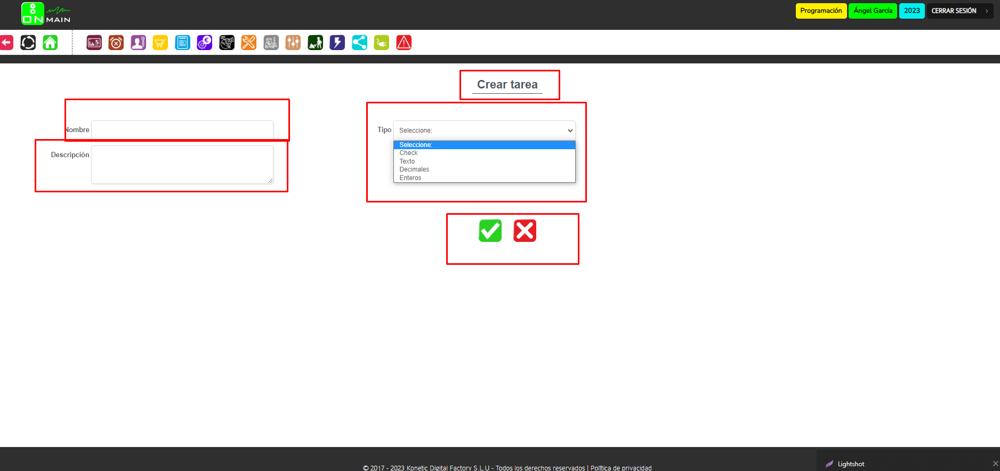 ON MAIN
Programación
Ángel García
2023
CERRAR SESIÓN
Crear tarea
Nombre
Tipo
Seleccione:
Seleccione:
Check
Texto
Decimales
Enteros
Descripción
© 2017 - 2023 Konetic Digital Factory S.L.U - Todos los derechos reservados | Política de privacidad
Lightshot